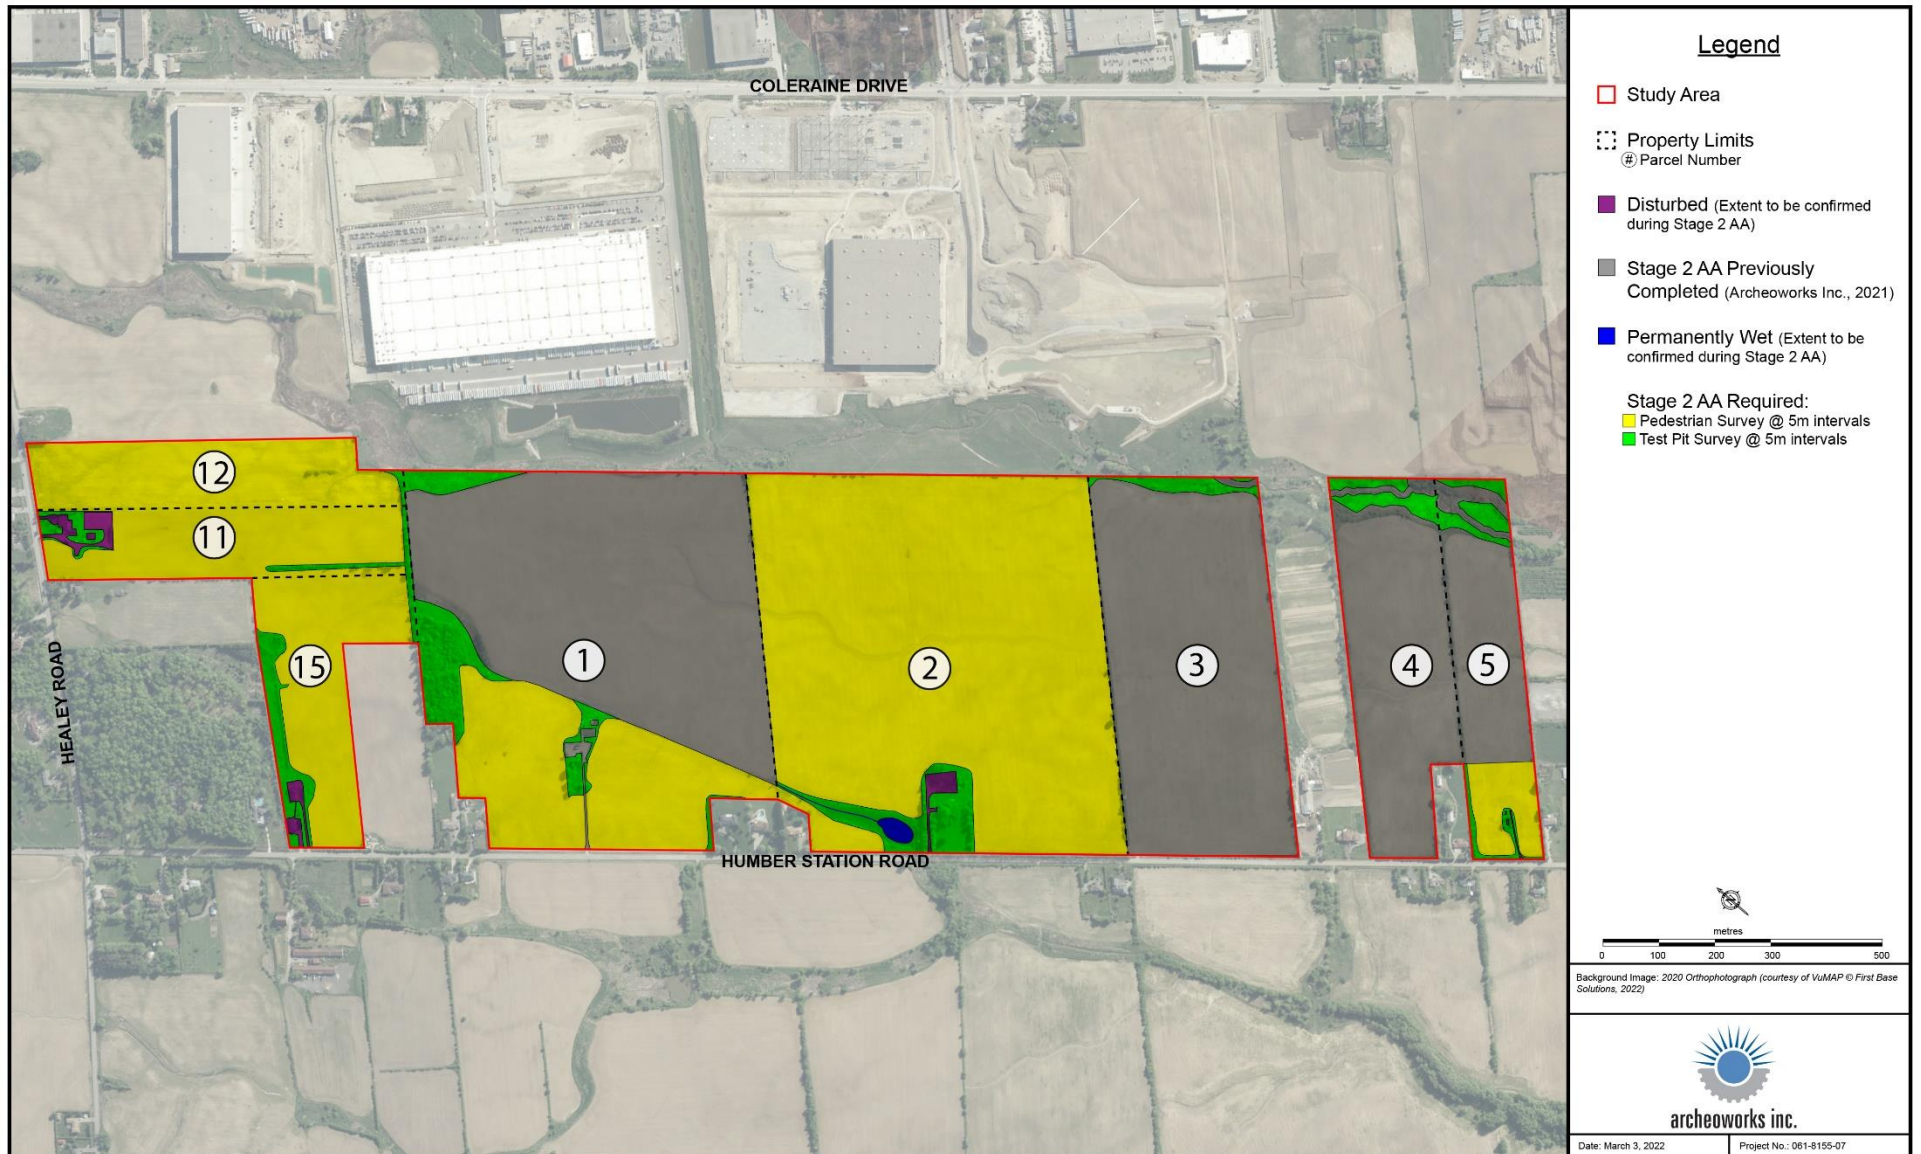 COLERAINE DRIVE
12
11
15
1
2
3
4
5
HEALEY ROAD
HUMBER STATION ROAD
Legend
Study Area
Property Limits
# Parcel Number
Disturbed (Extent to be confirmed
during Stage 2 AA)
Stage 2 AA Previously
Completed (Archeoworks Inc., 2021)
Permanently Wet (Extent to be
confirmed during Stage 2 AA)
Stage 2 AA Required:
Pedestrian Survey @ 5m intervals
Test Pit Survey @ 5m intervals
N
metres
0 100 200 300 500
Background Image: 2020 Orthophotograph (courtesy of VuMAP © First Base
Solutions, 2022)
archeoworks inc.
Date: March 3, 2022
Project No.: 061-8155-07